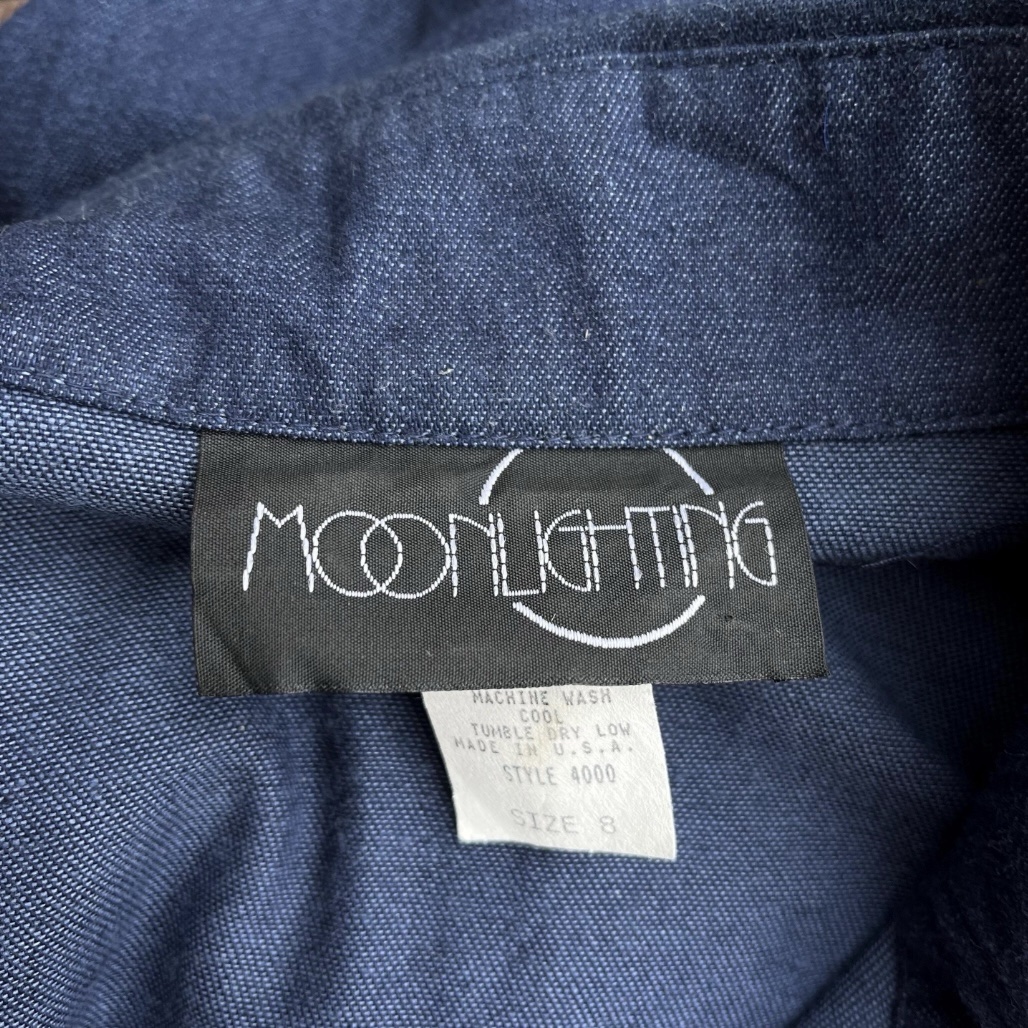 MOONLIGHTING
MACHINE WASH
COOL
TUMBLE DRY LOW
MADE IN U.S.A.
STYLE 4000
SIZE 8